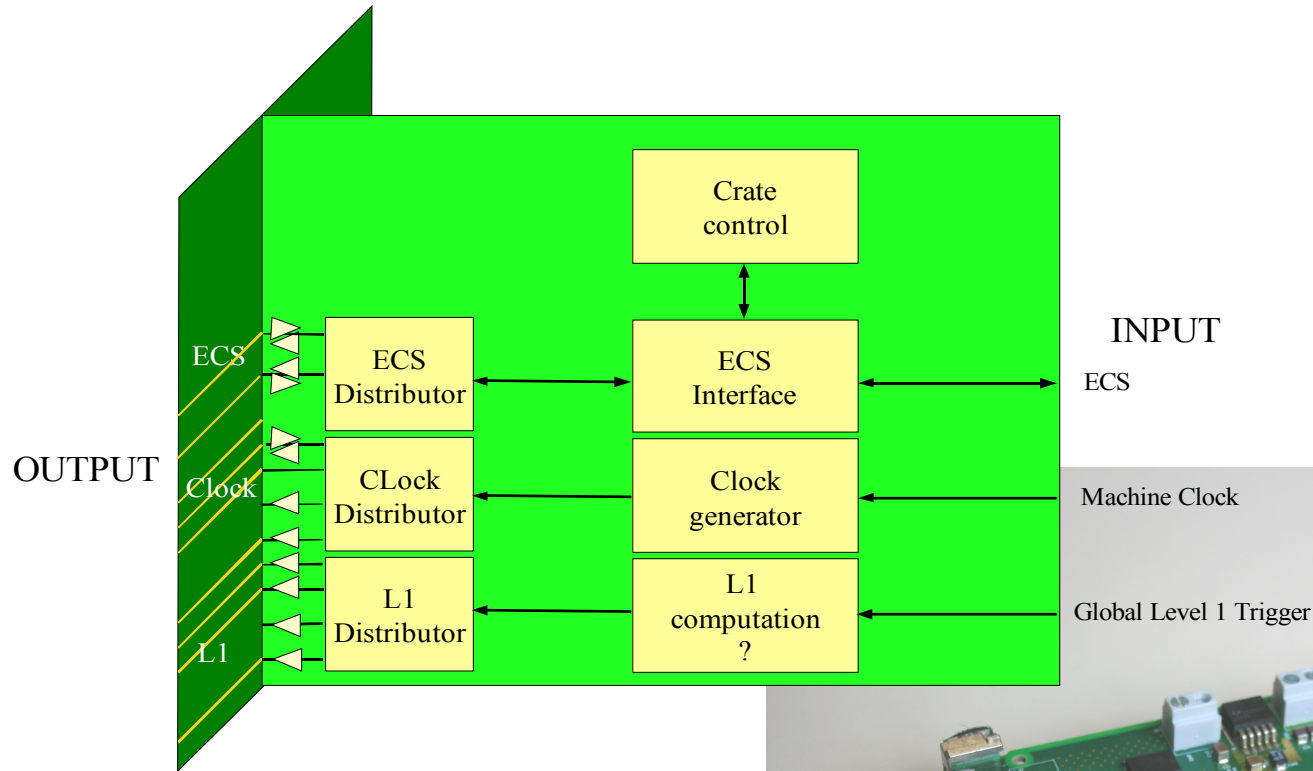 Crate
control
INPUT
ECS
ECS
Distributor
ECS
Interface
ECS
OUTPUT
Clock
CLock
Distributor
Clock
generator
Machine Clock
L1
L1
Distributor
L1
computation
?
Global Level 1 Trigger